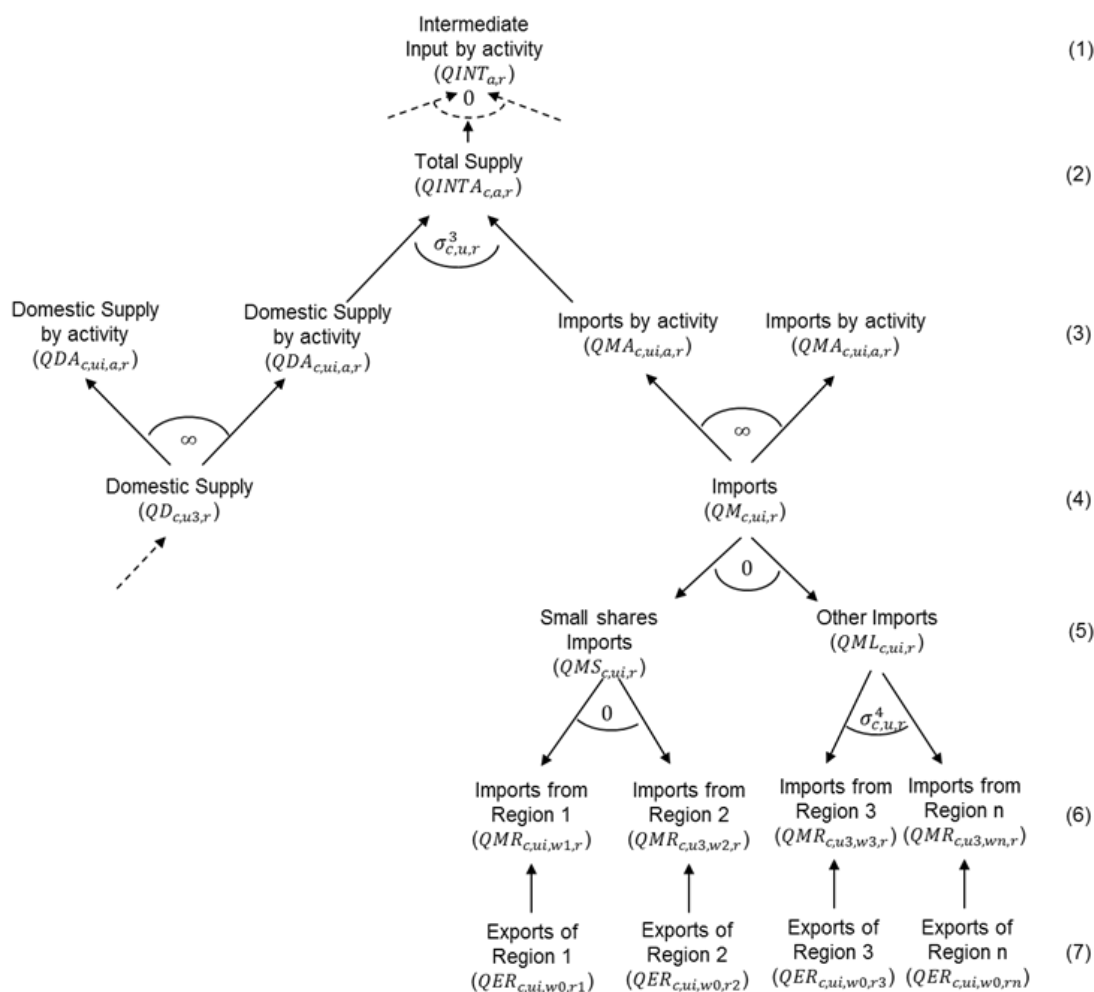 Intermediate
Input by activity
(QINT_{a,r})
(1)
0
Total Supply
(QINTA_{c,a,r})
(2)
σ^3_{c,u,r}
Domestic Supply
by activity
(QDA_{c,ui,a,r})
Domestic Supply
by activity
(QDA_{c,ui,a,r})
Imports by activity
(QMA_{c,ui,a,r})
Imports by activity
(QMA_{c,ui,a,r})
(3)
∞
∞
Domestic Supply
(QD_{c,u3,r})
Imports
(QM_{c,ui,r})
(4)
0
Small shares
Imports
(QMS_{c,ui,r})
Other Imports
(QML_{c,ui,r})
(5)
0
σ^4_{c,u,r}
Imports from
Region 1
(QMR_{c,ui,w1,r})
Imports from
Region 2
(QMR_{c,u3,w2,r})
Imports from
Region 3
(QMR_{c,u3,w3,r})
Imports from
Region n
(QMR_{c,u3,wn,r})
(6)
Exports of
Region 1
(QER_{c,ui,w0,r1})
Exports of
Region 2
(QER_{c,ui,w0,r2})
Exports of
Region 3
(QER_{c,ui,w0,r3})
Exports of
Region n
(QER_{c,ui,w0,rn})
(7)